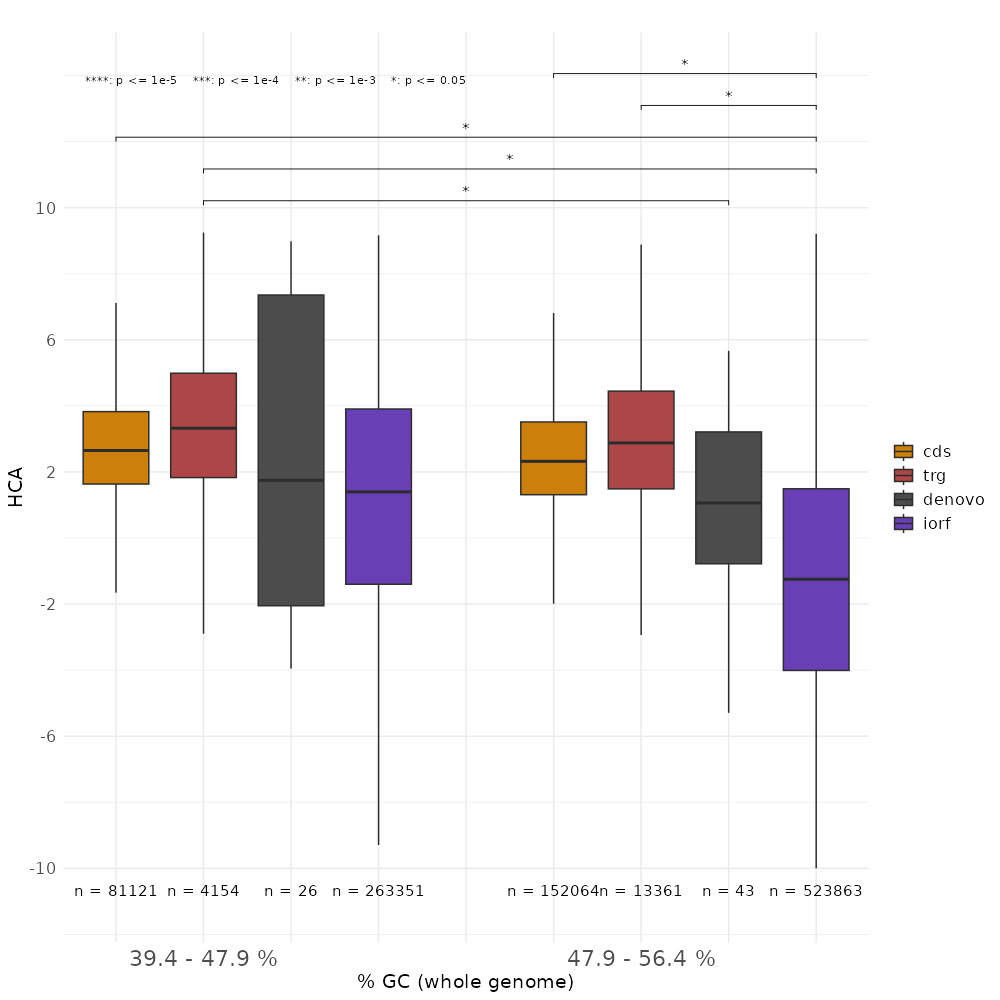 ****: p <= 1e-5 ***: p <= 1e-4 **: p <= 1e-3 *: p <= 0.05
*
*
*
*
*
HCA
10
6
2
-2
-6
-10
cds
trg
denovo
iorf
n = 81121 n = 4154 n = 26 n = 263351 n = 152064 n = 13361 n = 43 n = 523863
39.4 - 47.9 % 47.9 - 56.4 %
% GC (whole genome)